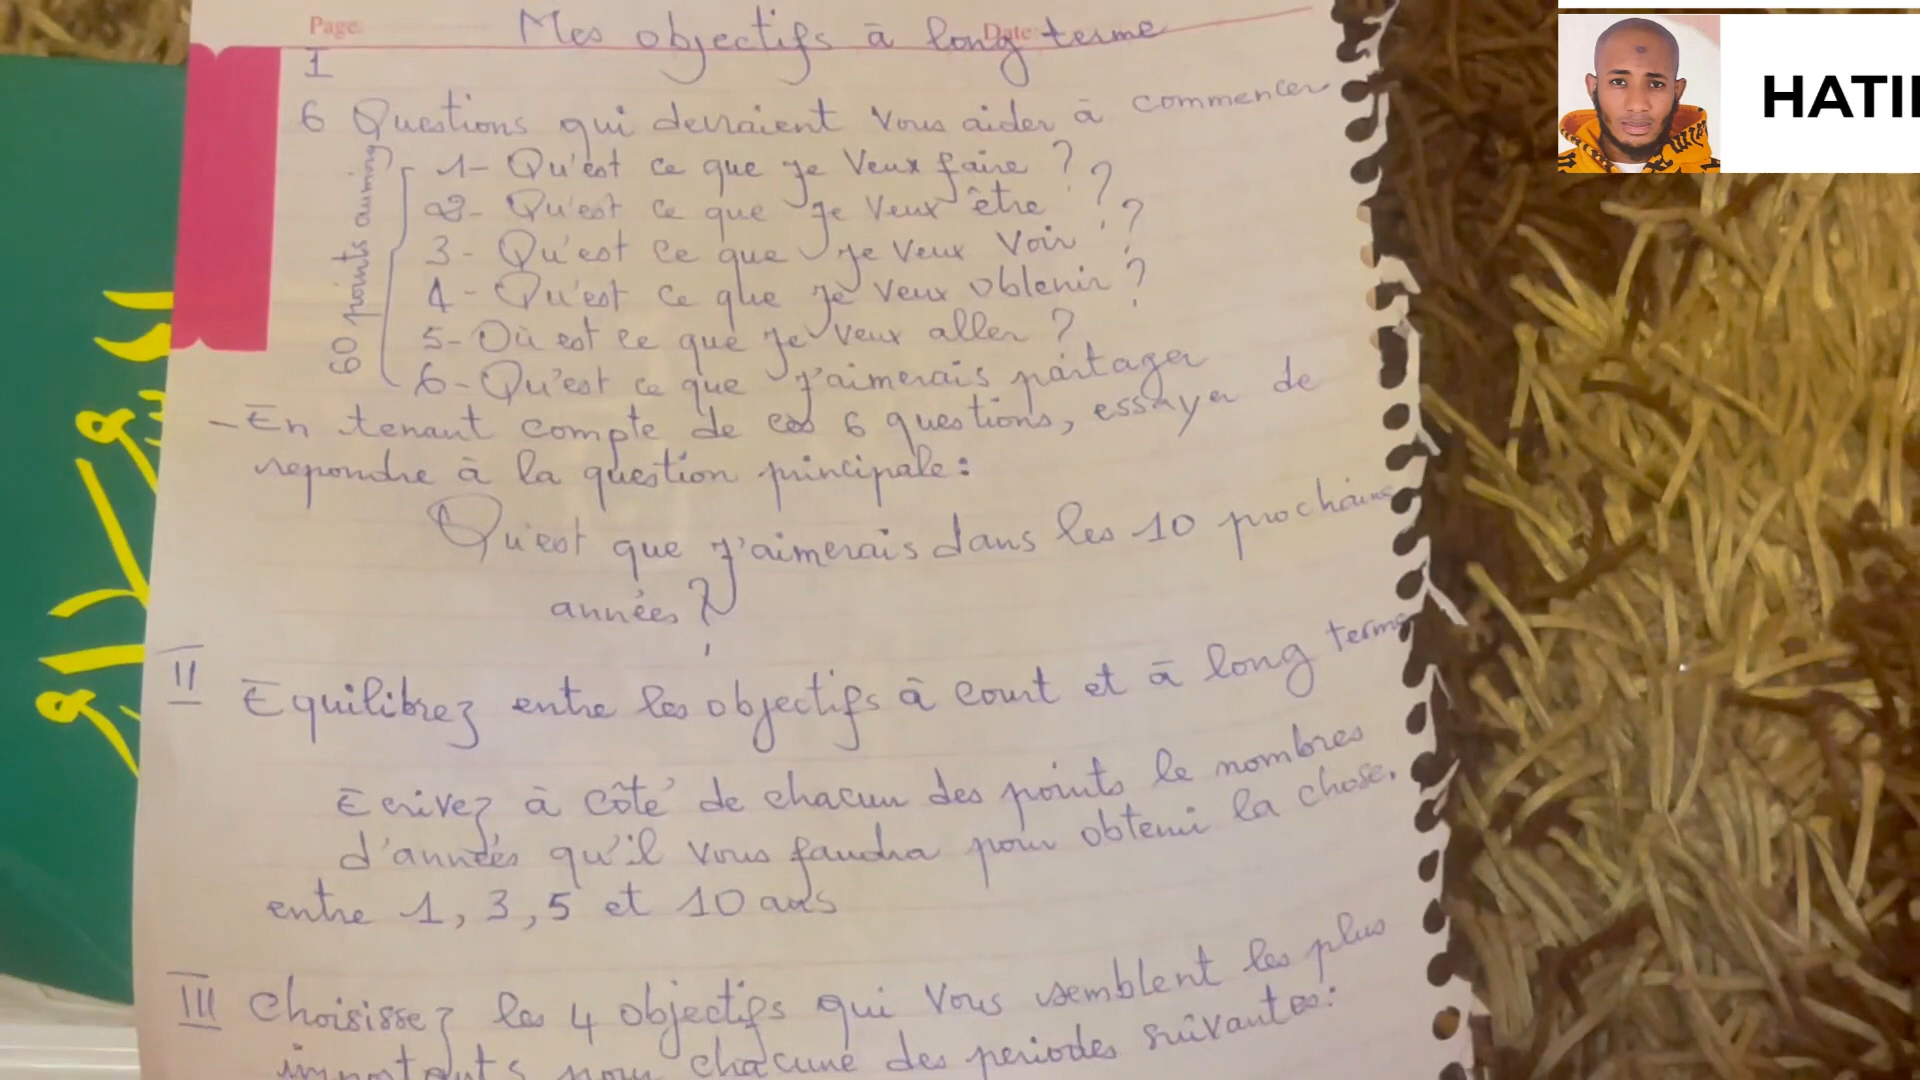 Page:
Date:
Mes objectifs à long terme
I
6 Questions qui devraient vous aider à commencer
60 points au
1- Qu'est ce que je veux faire ?
2- Qu'est ce que je veux être ?
3- Qu'est ce que je veux voir ?
4- Qu'est ce que je veux obtenir ?
5- Où est ce que je veux aller ?
6- Qu'est ce que j'aimerais partager
- En tenant compte de ces 6 questions, essayer de
repondre à la question principale :
Qu'est que j'aimerais dans les 10 prochaines
années ?
II Equilibrez entre les objectifs à court et à long terme
Ecrivez à côté de chacun des points le nombres
d'années qu'il vous faudra pour obtenir la chose.
entre 1, 3, 5 et 10 ans
III Choisissez les 4 objectifs qui vous semblent les plus
importants pour chacune des periodes suivantes :
HATI